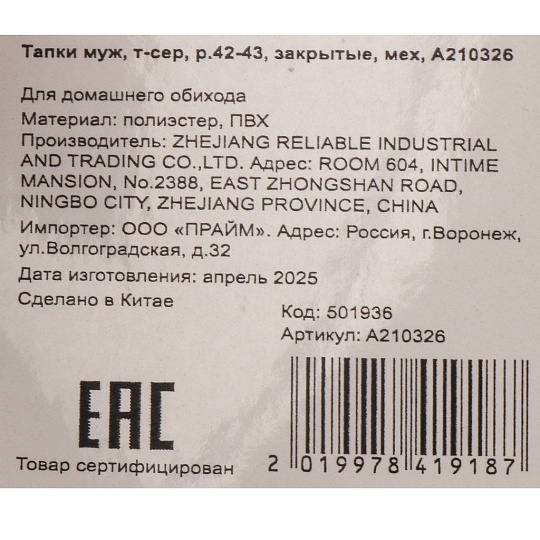 Тапки муж, т-сер, р.42-43, закрытые, мех, А210326
Для домашнего обихода
Материал: полиэстер, ПВХ
Производитель: ZHEJIANG RELIABLE INDUSTRIAL
AND TRADING CO.,LTD. Адрес: ROOM 604, INTIME
MANSION, No.2388, EAST ZHONGSHAN ROAD,
NINGBO CITY, ZHEJIANG PROVINCE, CHINA
Импортер: ООО «ПРАЙМ». Адрес: Россия, г.Воронеж,
ул.Волгоградская, д.32
Дата изготовления: апрель 2025
Сделано в Китае
Код: 501936
Артикул: А210326
ЕАС
Товар сертифицирован
2 019978 419187